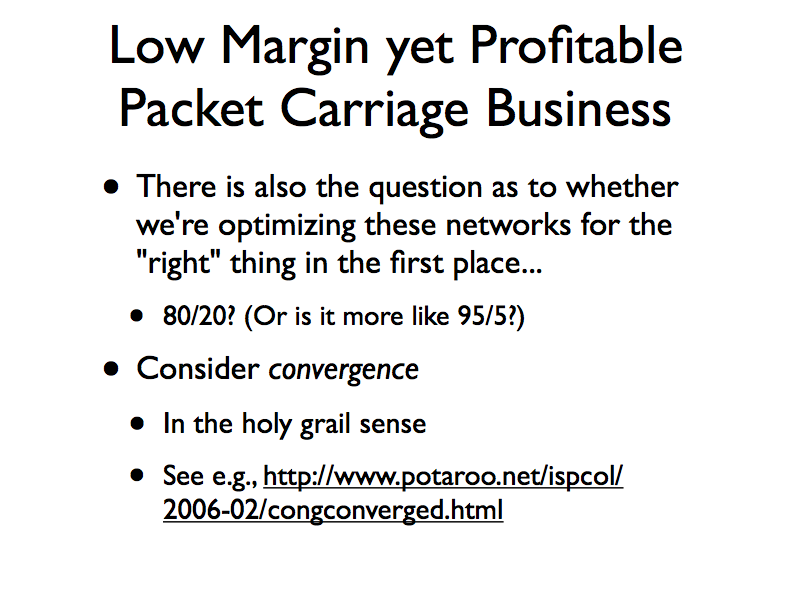 Low Margin yet Profitable
Packet Carriage Business
• There is also the question as to whether
we're optimizing these networks for the
"right" thing in the first place...
• 80/20? (Or is it more like 95/5?)
• Consider convergence
• In the holy grail sense
• See e.g., http://www.potaroo.net/ispcol/
2006-02/congconverged.html